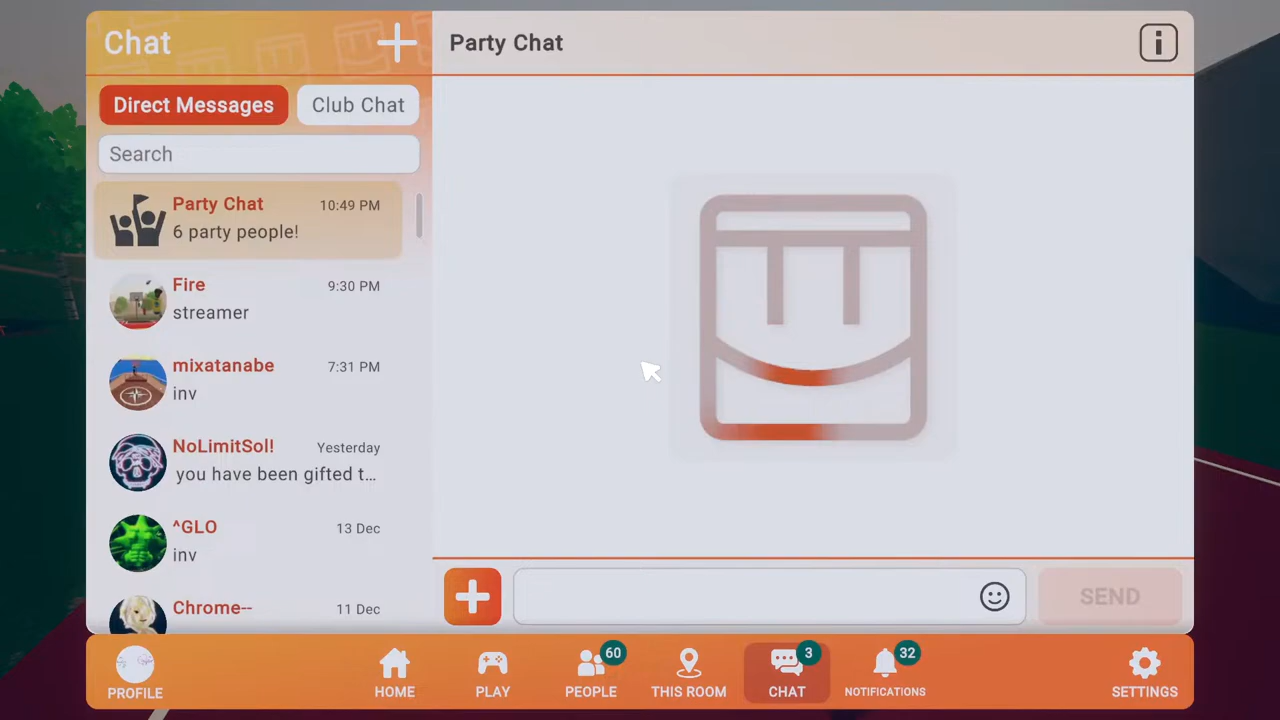 Chat
Party Chat
Direct Messages
Club Chat
Search
Party Chat
10:49 PM
6 party people!
Fire
9:30 PM
streamer
mixatanabe
7:31 PM
inv
NoLimitSol!
Yesterday
you have been gifted t...
^GLO
13 Dec
inv
Chrome--
11 Dec
SEND
PROFILE
HOME
PLAY
60
PEOPLE
THIS ROOM
3
CHAT
32
NOTIFICATIONS
SETTINGS